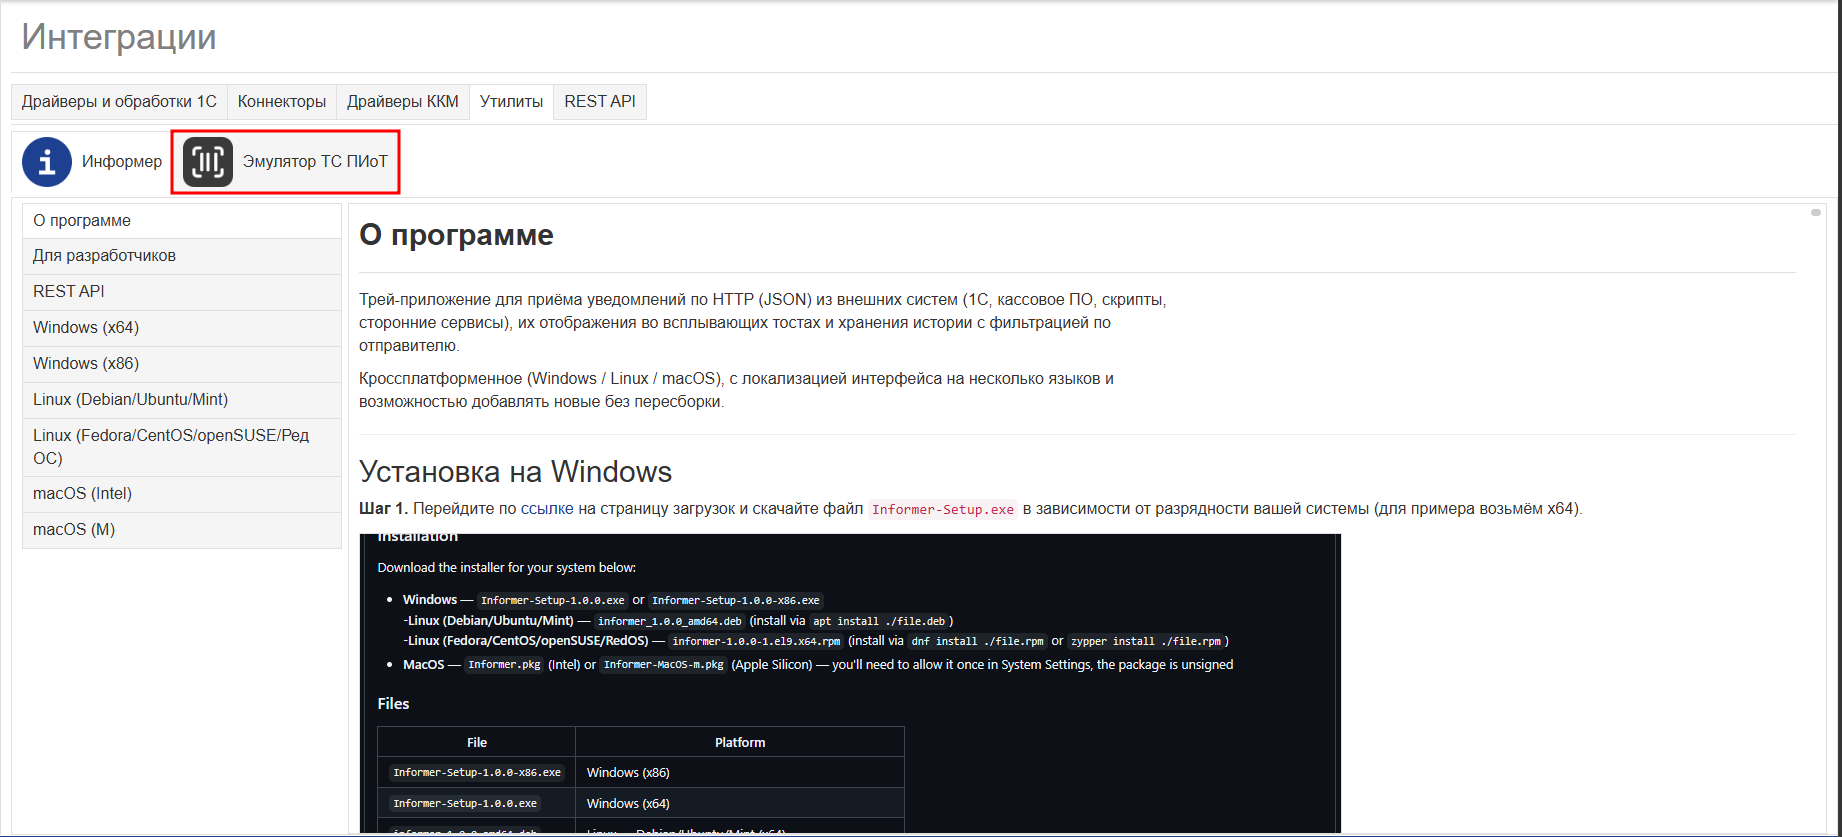 Интеграции
Драйверы и обработки 1С
Коннекторы
Драйверы ККМ
Утилиты
REST API
Информер
Эмулятор ТС ПИоТ
О программе
Для разработчиков
REST API
Windows (x64)
Windows (x86)
Linux (Debian/Ubuntu/Mint)
Linux (Fedora/CentOS/openSUSE/Ред
ОС)
macOS (Intel)
macOS (M)
О программе
Трей-приложение для приёма уведомлений по HTTP (JSON) из внешних систем (1С, кассовое ПО, скрипты,
сторонние сервисы), их отображения во всплывающих тостах и хранения истории с фильтрацией по
отправителю.
Кроссплатформенное (Windows / Linux / macOS), с локализацией интерфейса на несколько языков и
возможностью добавлять новые без пересборки.
Установка на Windows
Шаг 1. Перейдите по ссылке на страницу загрузок и скачайте файл Informer-Setup.exe в зависимости от разрядности вашей системы (для примера возьмём x64).
Installation
Download the installer for your system below:
• Windows — Informer-Setup-1.0.0.exe or Informer-Setup-1.0.0-x86.exe
-Linux (Debian/Ubuntu/Mint) — informer_1.0.0_amd64.deb (install via apt install ./file.deb)
-Linux (Fedora/CentOS/openSUSE/RedOS) — informer-1.0.0-1.el9.x64.rpm (install via dnf install ./file.rpm or zypper install ./file.rpm)
• MacOS — Informer.pkg (Intel) or Informer-MacOS-m.pkg (Apple Silicon) — you'll need to allow it once in System Settings, the package is unsigned
Files
File Platform
Informer-Setup-1.0.0-x86.exe Windows (x86)
Informer-Setup-1.0.0.exe Windows (x64)
informer_1.0.0_amd64.deb Linux — Debian/Ubuntu/Mint (x64)